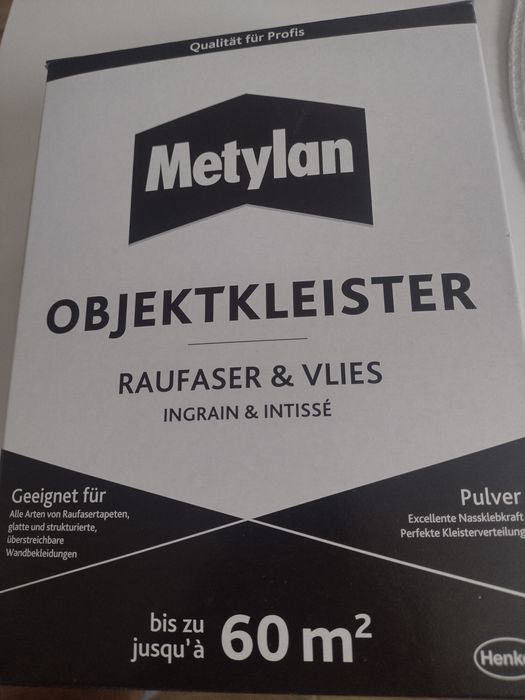 Qualität für Profis
Metylan
OBJEKTKLEISTER
RAUFASER & VLIES
INGRAIN & INTISSÉ
Geeignet für
Alle Arten von Raufasertapeten,
glatte und strukturierte,
überstreichbare
Wandbekleidungen
Pulver
Excellente Nassklebkraft
Perfekte Kleisterverteilung
bis zu
jusqu'à
60 m²
Henke